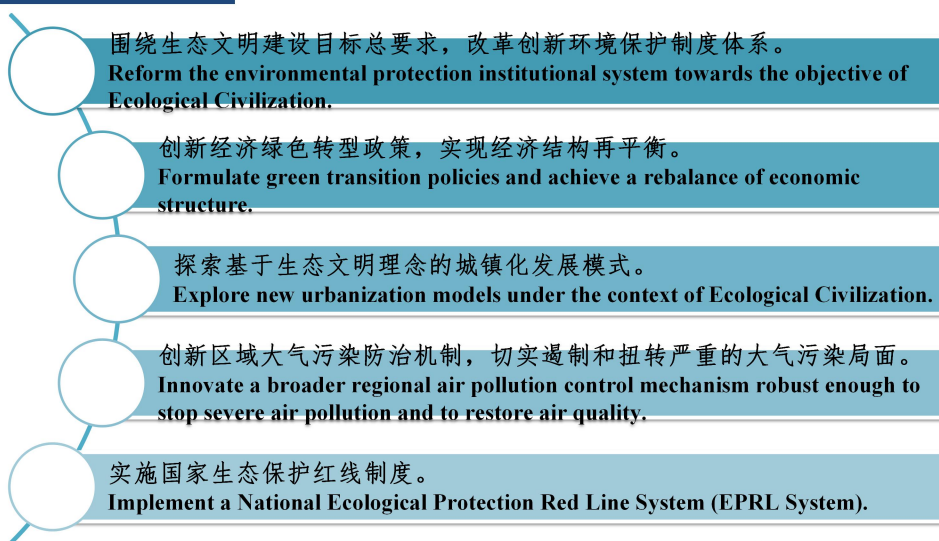 围绕生态文明建设目标总要求，改革创新环境保护制度体系。
Reform the environmental protection institutional system towards the objective of
Ecological Civilization.
创新经济绿色转型政策，实现经济结构再平衡。
Formulate green transition policies and achieve a rebalance of economic
structure.
探索基于生态文明理念的城镇化发展模式。
Explore new urbanization models under the context of Ecological Civilization.
创新区域大气污染防治机制，切实遏制和扭转严重的大气污染局面。
Innovate a broader regional air pollution control mechanism robust enough to
stop severe air pollution and to restore air quality.
实施国家生态保护红线制度。
Implement a National Ecological Protection Red Line System (EPRL System).